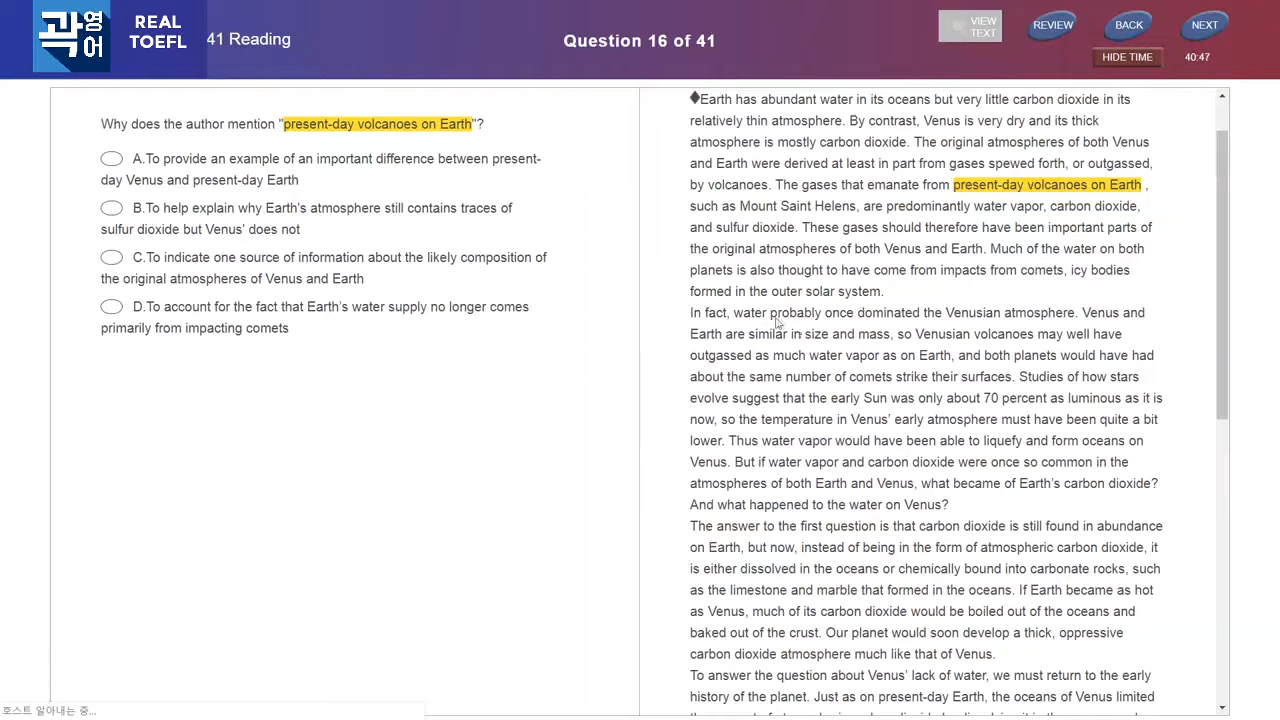 곽영어
REAL
TOEFL
41 Reading
Question 16 of 41
VIEW
TEXT
REVIEW
BACK
NEXT
HIDE TIME
40:47
Why does the author mention "present-day volcanoes on Earth"?
A.To provide an example of an important difference between present-
day Venus and present-day Earth
B.To help explain why Earth's atmosphere still contains traces of
sulfur dioxide but Venus' does not
C.To indicate one source of information about the likely composition of
the original atmospheres of Venus and Earth
D.To account for the fact that Earth's water supply no longer comes
primarily from impacting comets
◆Earth has abundant water in its oceans but very little carbon dioxide in its
relatively thin atmosphere. By contrast, Venus is very dry and its thick
atmosphere is mostly carbon dioxide. The original atmospheres of both Venus
and Earth were derived at least in part from gases spewed forth, or outgassed,
by volcanoes. The gases that emanate from present-day volcanoes on Earth ,
such as Mount Saint Helens, are predominantly water vapor, carbon dioxide,
and sulfur dioxide. These gases should therefore have been important parts of
the original atmospheres of both Venus and Earth. Much of the water on both
planets is also thought to have come from impacts from comets, icy bodies
formed in the outer solar system.
In fact, water probably once dominated the Venusian atmosphere. Venus and
Earth are similar in size and mass, so Venusian volcanoes may well have
outgassed as much water vapor as on Earth, and both planets would have had
about the same number of comets strike their surfaces. Studies of how stars
evolve suggest that the early Sun was only about 70 percent as luminous as it is
now, so the temperature in Venus' early atmosphere must have been quite a bit
lower. Thus water vapor would have been able to liquefy and form oceans on
Venus. But if water vapor and carbon dioxide were once so common in the
atmospheres of both Earth and Venus, what became of Earth's carbon dioxide?
And what happened to the water on Venus?
The answer to the first question is that carbon dioxide is still found in abundance
on Earth, but now, instead of being in the form of atmospheric carbon dioxide, it
is either dissolved in the oceans or chemically bound into carbonate rocks, such
as the limestone and marble that formed in the oceans. If Earth became as hot
as Venus, much of its carbon dioxide would be boiled out of the oceans and
baked out of the crust. Our planet would soon develop a thick, oppressive
carbon dioxide atmosphere much like that of Venus.
To answer the question about Venus' lack of water, we must return to the early
history of the planet. Just as on present-day Earth, the oceans of Venus limited
호스트 알아내는 중...